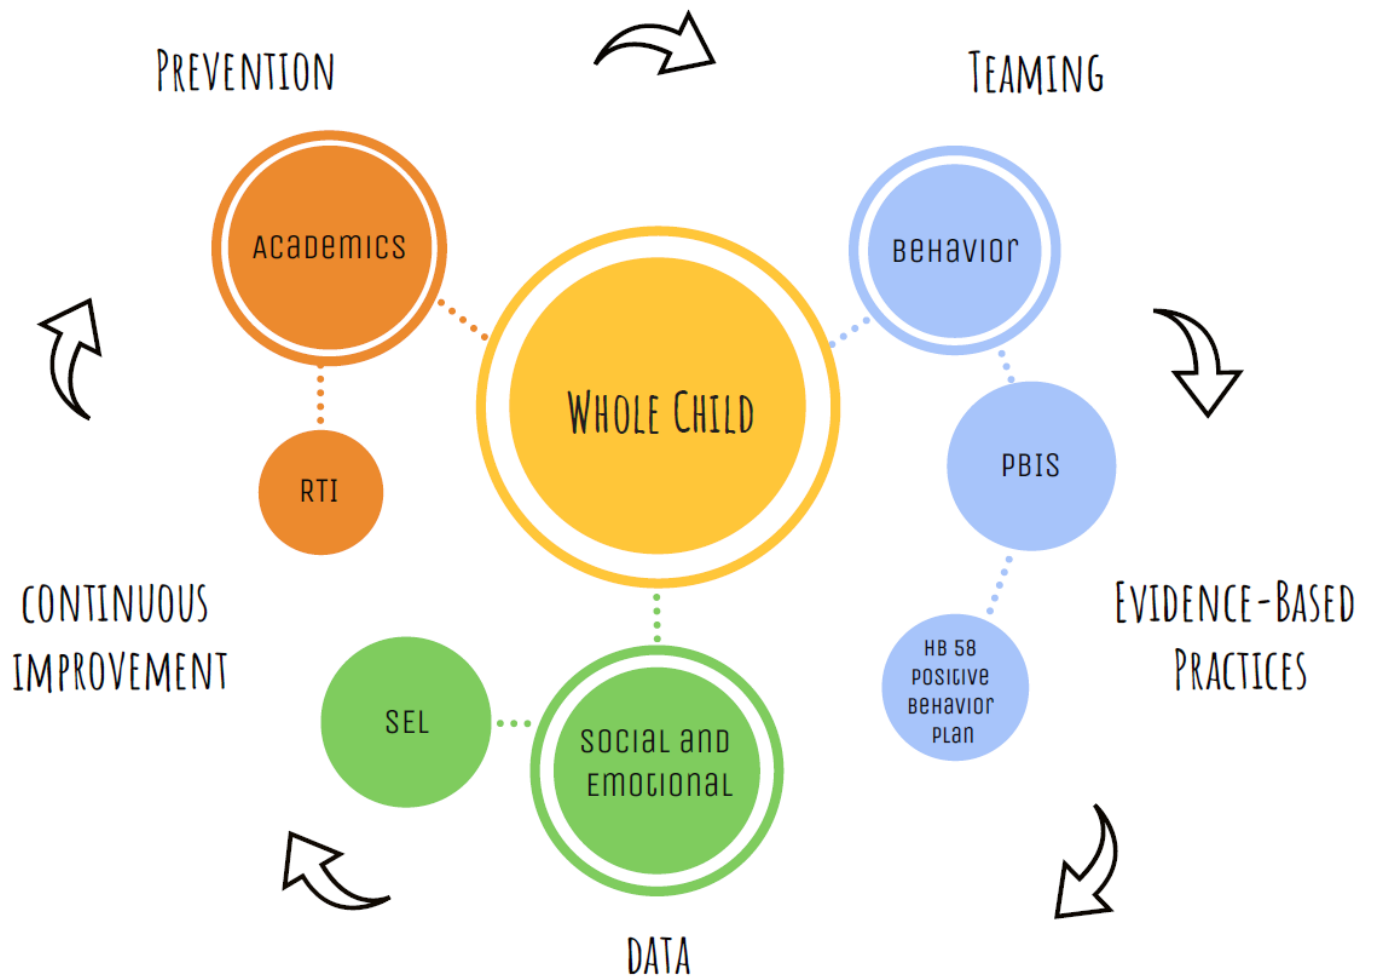 PREVENTION
TEAMING
ACADEMICS
BEHAVIOR
WHOLE CHILD
PBIS
RTI
CONTINUOUS
IMPROVEMENT
EVIDENCE-BASED
PRACTICES
HB 58
POSITIVE
BEHAVIOR
PLAN
SEL
SOCIAL AND
EMOTIONAL
DATA